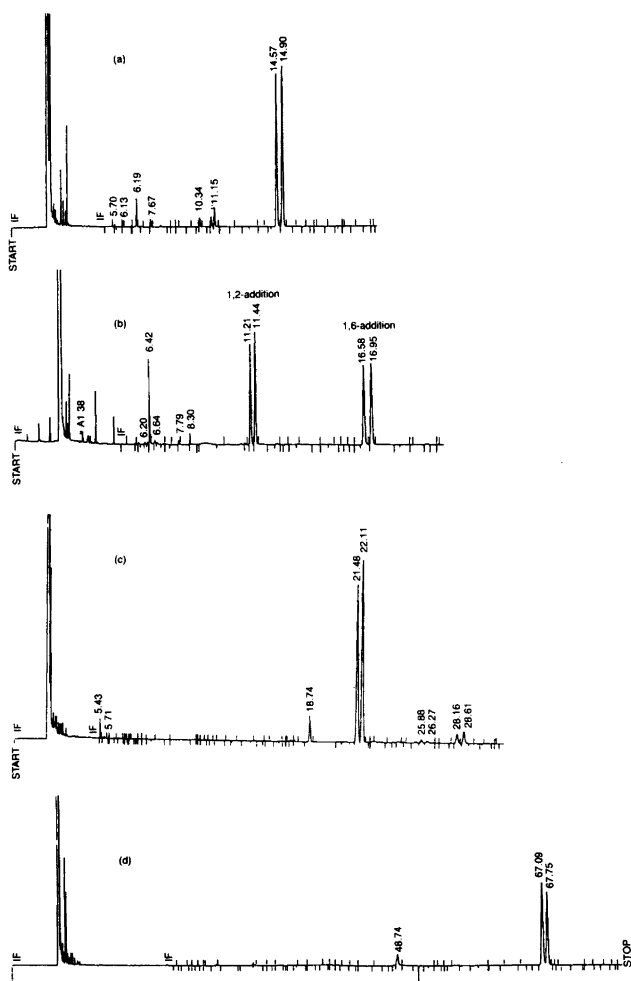 (a)
14.57
14.90
IF
5.70
6.13
6.19
7.67
10.34
11.15
IF
START
(b)
1,2-addition
1,6-addition
6.42
11.21
11.44
16.58
16.95
A1 38
IF
6.20
6.64
7.79
8.30
IF
START
(c)
21.48
22.11
5.43
IF
5.71
18.74
25.88
26.27
28.16
28.61
IF
START
(d)
67.09
67.75
48.74
IF
IF
STOP